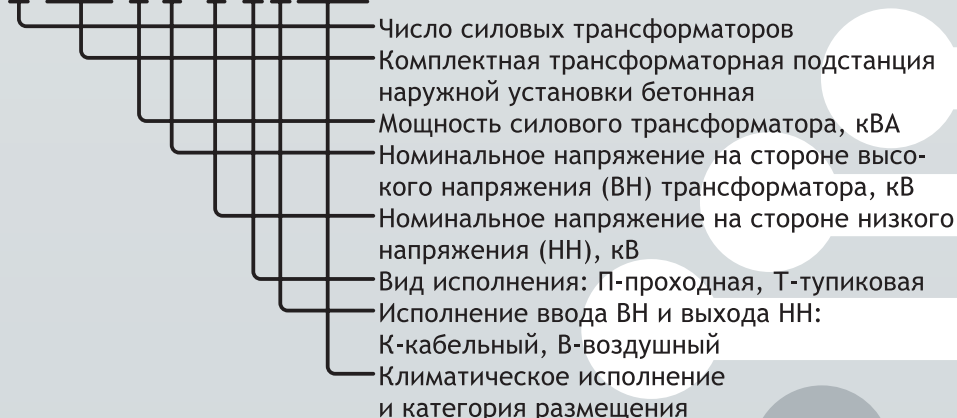 Число силовых трансформаторов
Комплектная трансформаторная подстанция
наружной установки бетонная
Мощность силового трансформатора, кВА
Номинальное напряжение на стороне высо-
кого напряжения (ВН) трансформатора, кВ
Номинальное напряжение на стороне низкого
напряжения (НН), кВ
Вид исполнения: П-проходная, Т-тупиковая
Исполнение ввода ВН и выхода НН:
К-кабельный, В-воздушный
Климатическое исполнение
и категория размещения